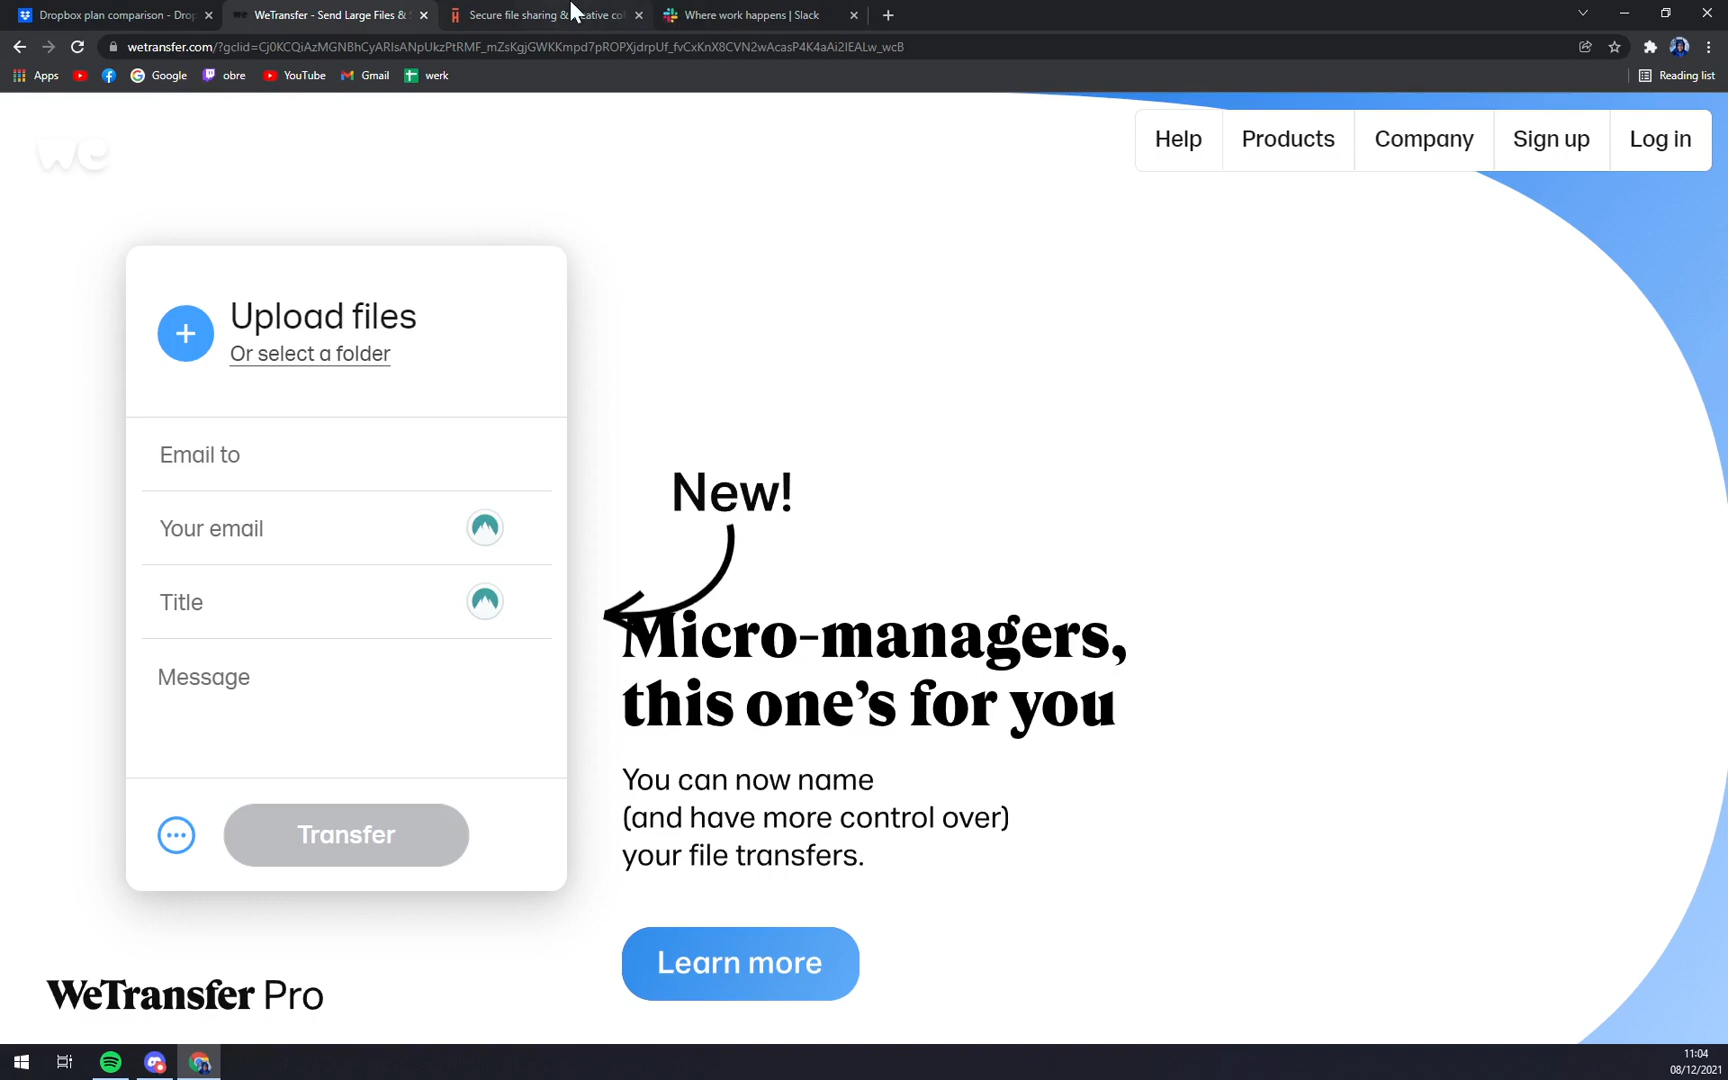 Dropbox plan comparison - Drop
WeTransfer - Send Large Files &
Secure file sharing &
Where work happens | Slack
wetransfer.com/?gclid=Cj0KCQiAzMGNBhCyARIsANpUkzPtRMF_mZsKgjGWKKmpd7pROPXjdrpUf_fvCxKnX8CVN2wAcasP4K4aAi2IEALw_wcB
Apps
Google
obre
YouTube
Gmail
werk
Reading list
we
Help
Products
Company
Sign up
Log in
Upload files
Or select a folder
Email to
Your email
Title
Message
Transfer
New!
Micro-managers,
this one’s for you
You can now name
(and have more control over)
your file transfers.
Learn more
WeTransfer Pro
11:04
08/12/2021